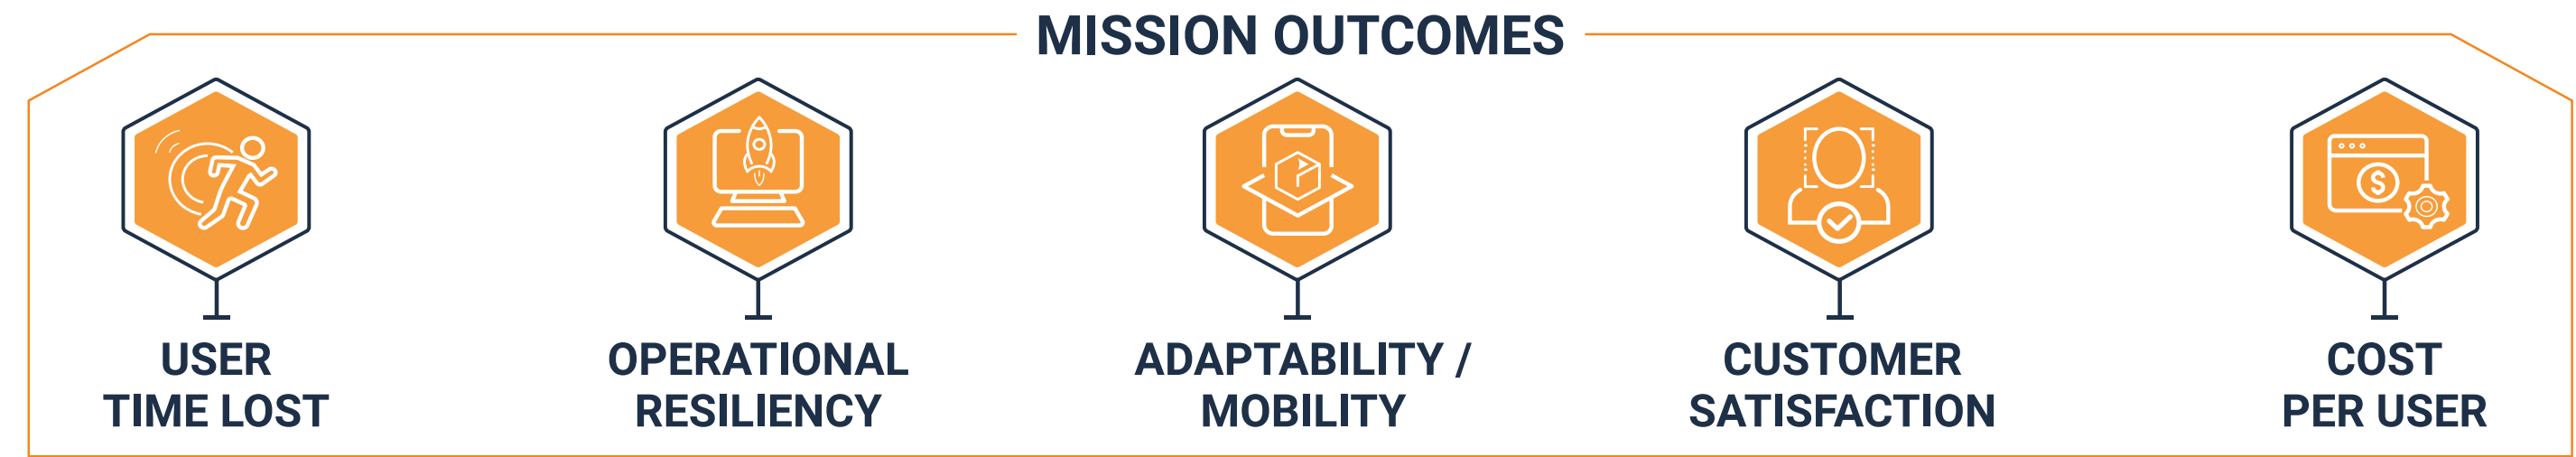 MISSION OUTCOMES
USER
TIME LOST
OPERATIONAL
RESILIENCY
ADAPTABILITY /
MOBILITY
CUSTOMER
SATISFACTION
$
COST
PER USER